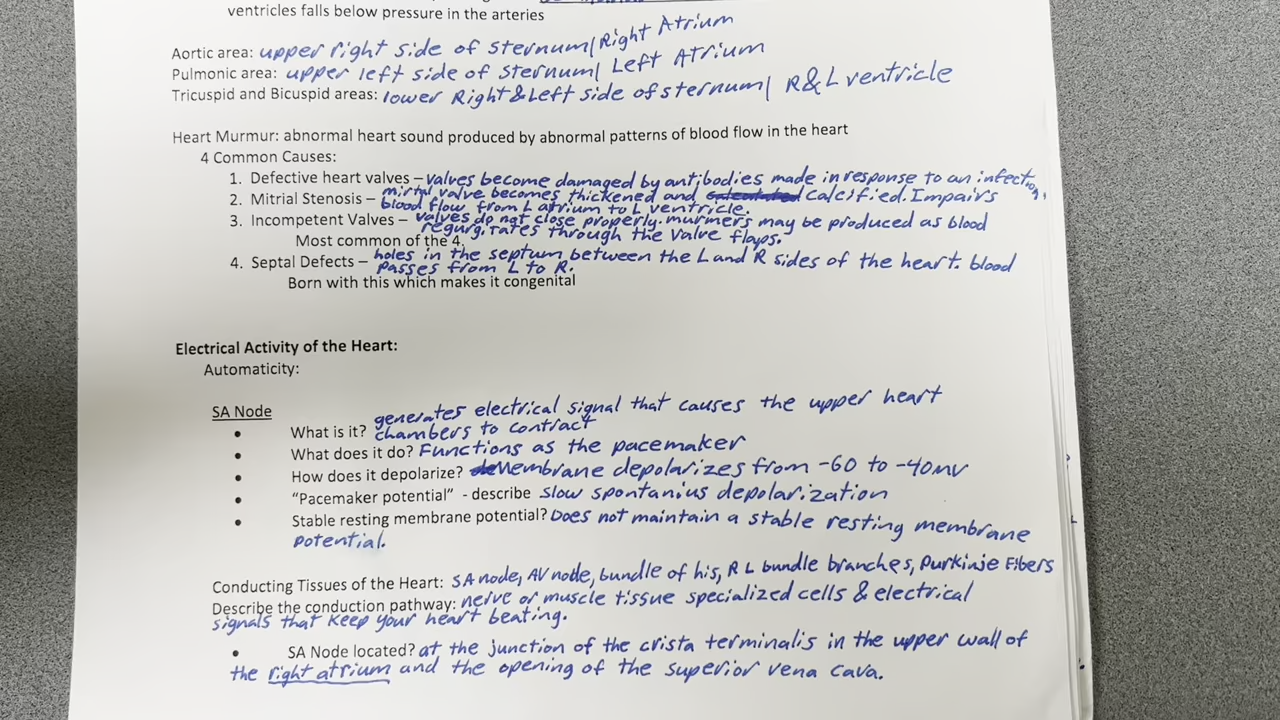 ventricles falls below pressure in the arteries
Aortic area: upper right side of sternum/Right Atrium
Pulmonic area: upper left side of sternum/ Left Atrium
Tricuspid and Bicuspid areas: lower Right & Left side of sternum/ R&L ventricle
Heart Murmur: abnormal heart sound produced by abnormal patterns of blood flow in the heart
4 Common Causes:
1. Defective heart valves – valves become damaged by antibodies made in response to an infection.
2. Mitrial Stenosis – mirtal valve becomes thickened and Calcified. Impairs
blood flow from L atrium to L ventricle.
3. Incompetent Valves – valves do not close properly. murmers may be produced as blood
regurgitates through the valve flaps.
Most common of the 4.
4. Septal Defects – holes in the septum between the L and R sides of the heart. blood
passes from L to R.
Born with this which makes it congenital
Electrical Activity of the Heart:
Automaticity:
SA Node
generates electrical signal that causes the upper heart
• What is it? chambers to contract
• What does it do? Functions as the pacemaker
• How does it depolarize? Membrane depolarizes from -60 to -40mv
• “Pacemaker potential” - describe slow spontanius depolarization
• Stable resting membrane potential? Does not maintain a stable resting membrane
potential.
Conducting Tissues of the Heart: SA node, AV node, bundle of his, R L bundle branches, Purkinje Fibers
Describe the conduction pathway: nerve or muscle tissue specialized cells & electrical
signals that keep your heart beating.
• SA Node located? at the junction of the crista terminalis in the upper wall of
the right atrium and the opening of the superior vena cava.